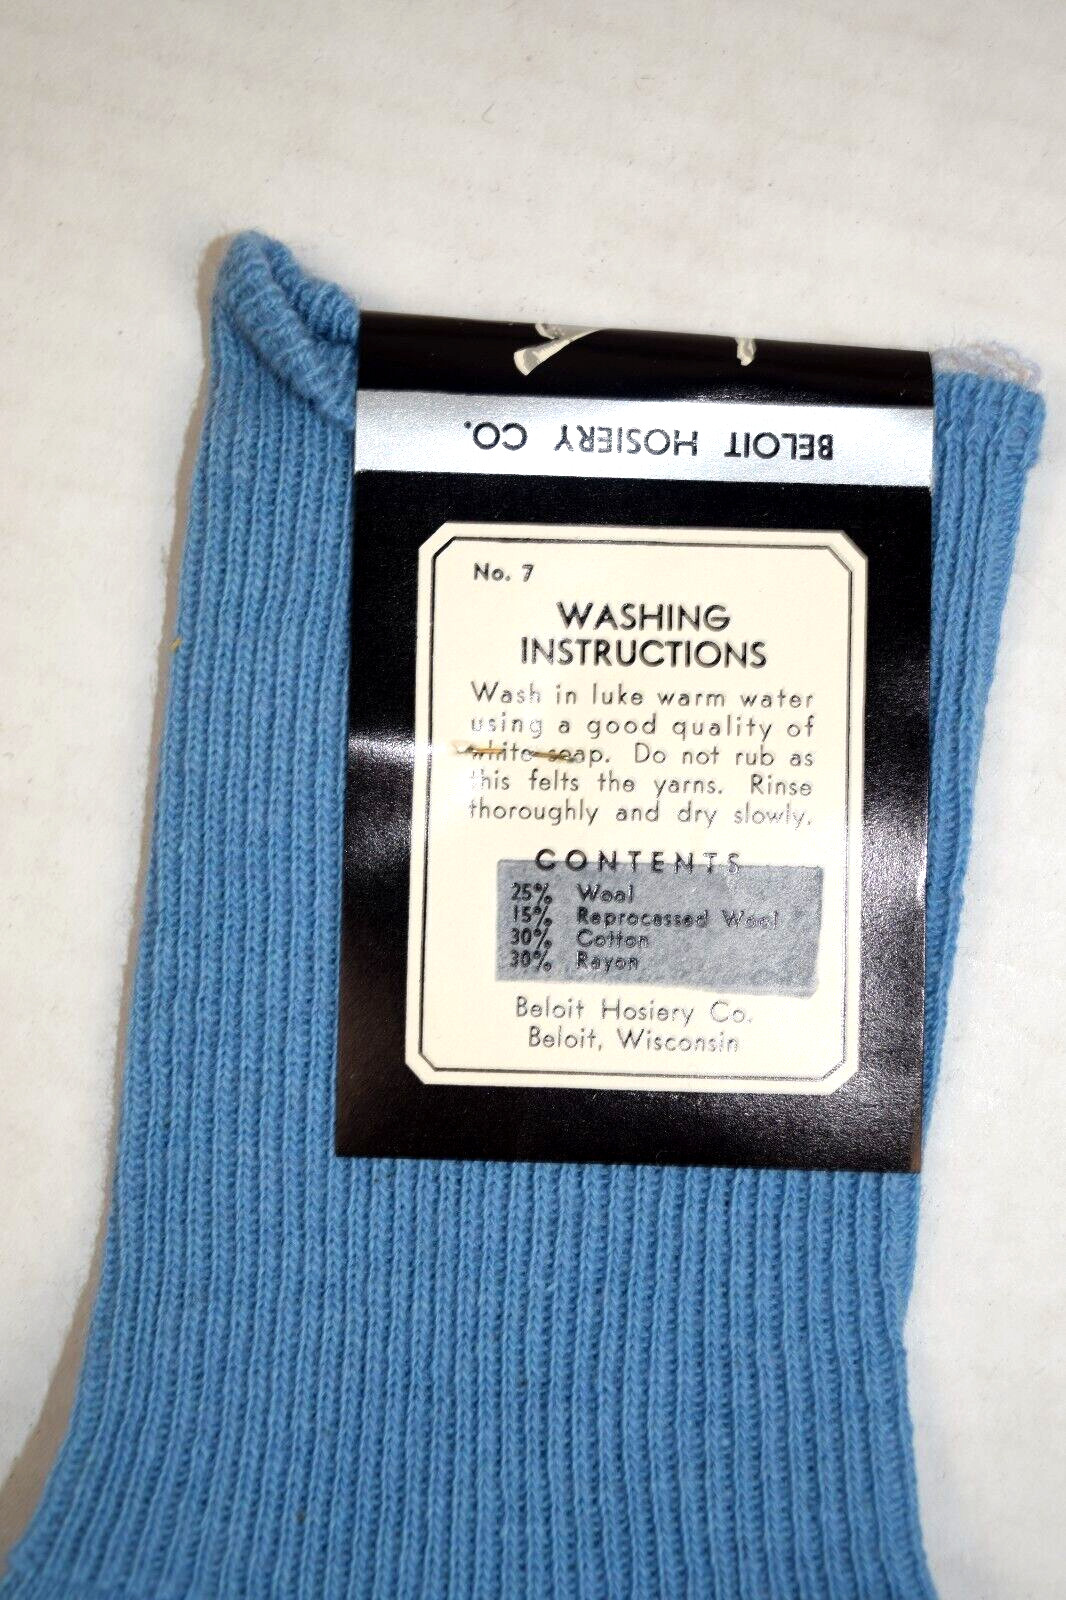 BELOIT HOSIERY CO.
No. 7
WASHING
INSTRUCTIONS
Wash in luke warm water
using a good quality of
white soap. Do not rub as
this felts the yarns. Rinse
thoroughly and dry slowly.
CONTENTS
25% Wool
15% Reprocessed Wool
30% Cotton
30% Rayon
Beloit Hosiery Co.
Beloit, Wisconsin